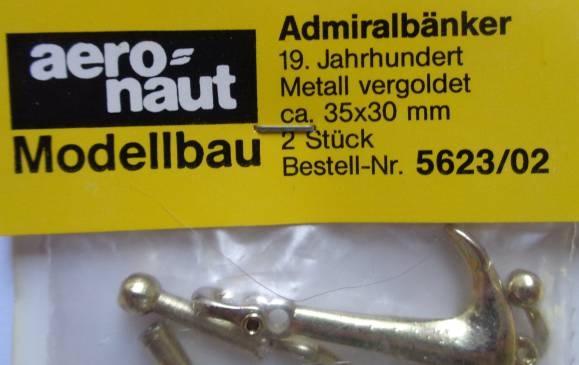 aero=
naut
Modellbau
Admiralbänker
19. Jahrhundert
Metall vergoldet
ca. 35x30 mm
2 Stück
Bestell-Nr. 5623/02